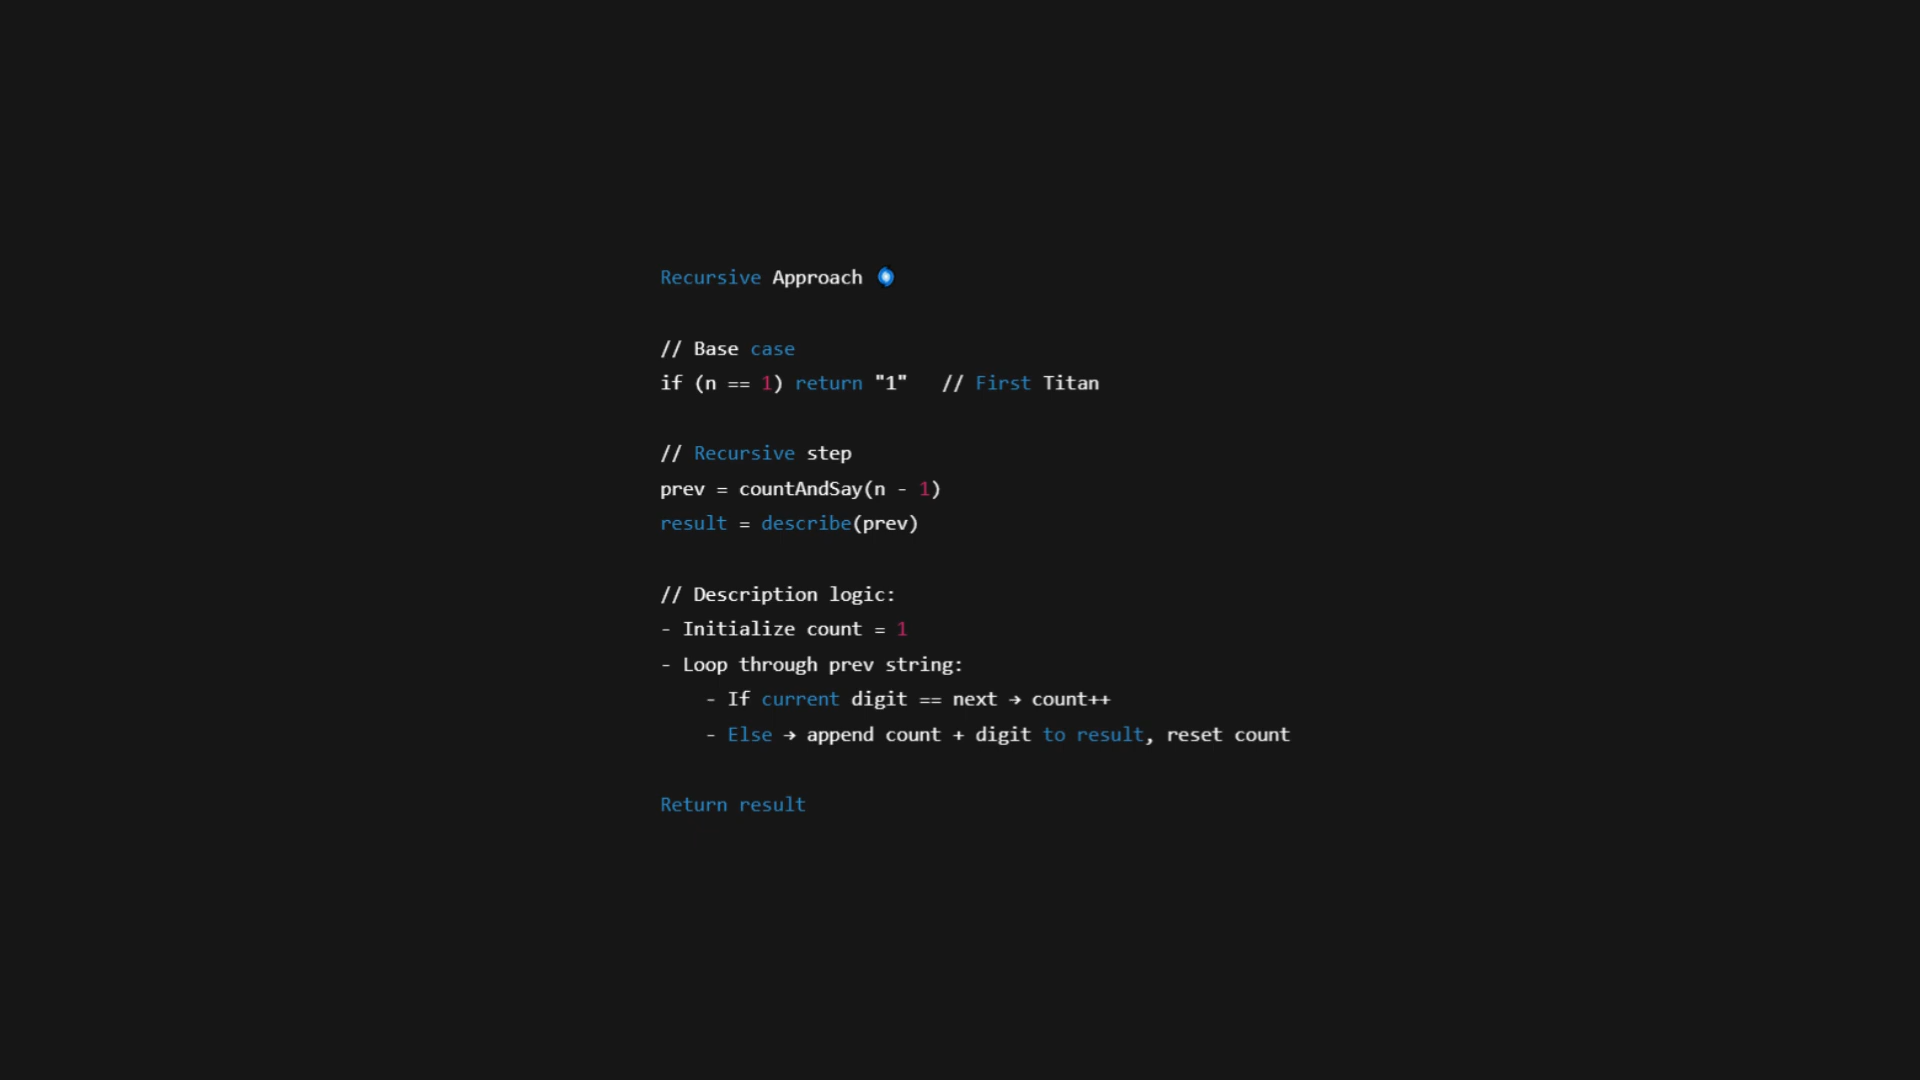 Recursive Approach
// Base case
if (n == 1) return "1"   // First Titan
// Recursive step
prev = countAndSay(n - 1)
result = describe(prev)
// Description logic:
- Initialize count = 1
- Loop through prev string:
    - If current digit == next → count++
    - Else → append count + digit to result, reset count
Return result